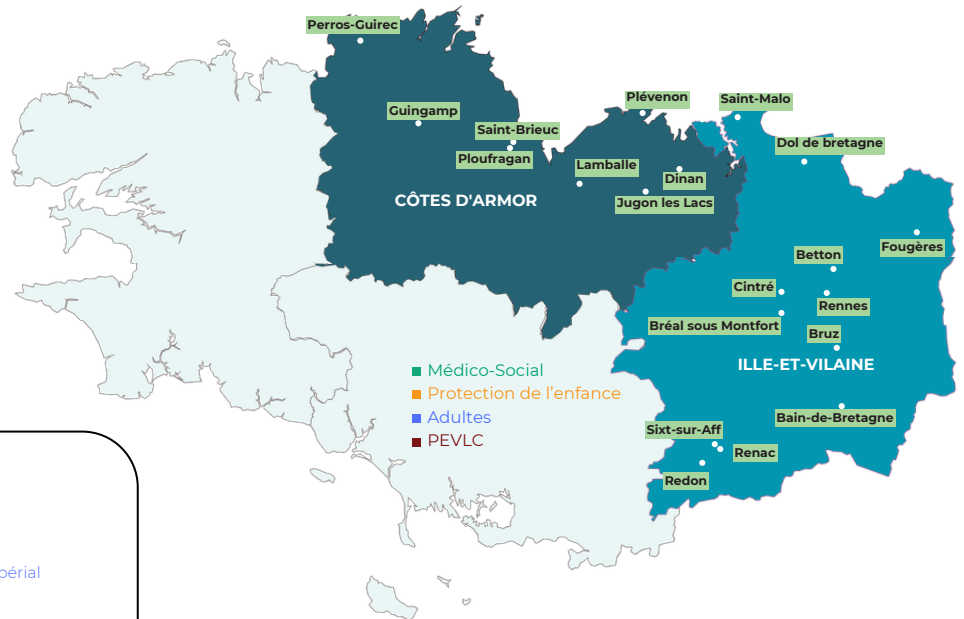 Perros-Guirec
Guingamp
Saint-Brieuc
Ploufragan
Plévenon
Lamballe
Dinan
Jugon les Lacs
CÔTES D'ARMOR
Saint-Malo
Dol de bretagne
Fougères
Betton
Cintré
Rennes
Bréal sous Montfort
Bruz
ILLE-ET-VILAINE
Bain-de-Bretagne
Sixt-sur-Aff
Renac
Redon
Médico-Social
Protection de l'enfance
Adultes
PEVLC
périal